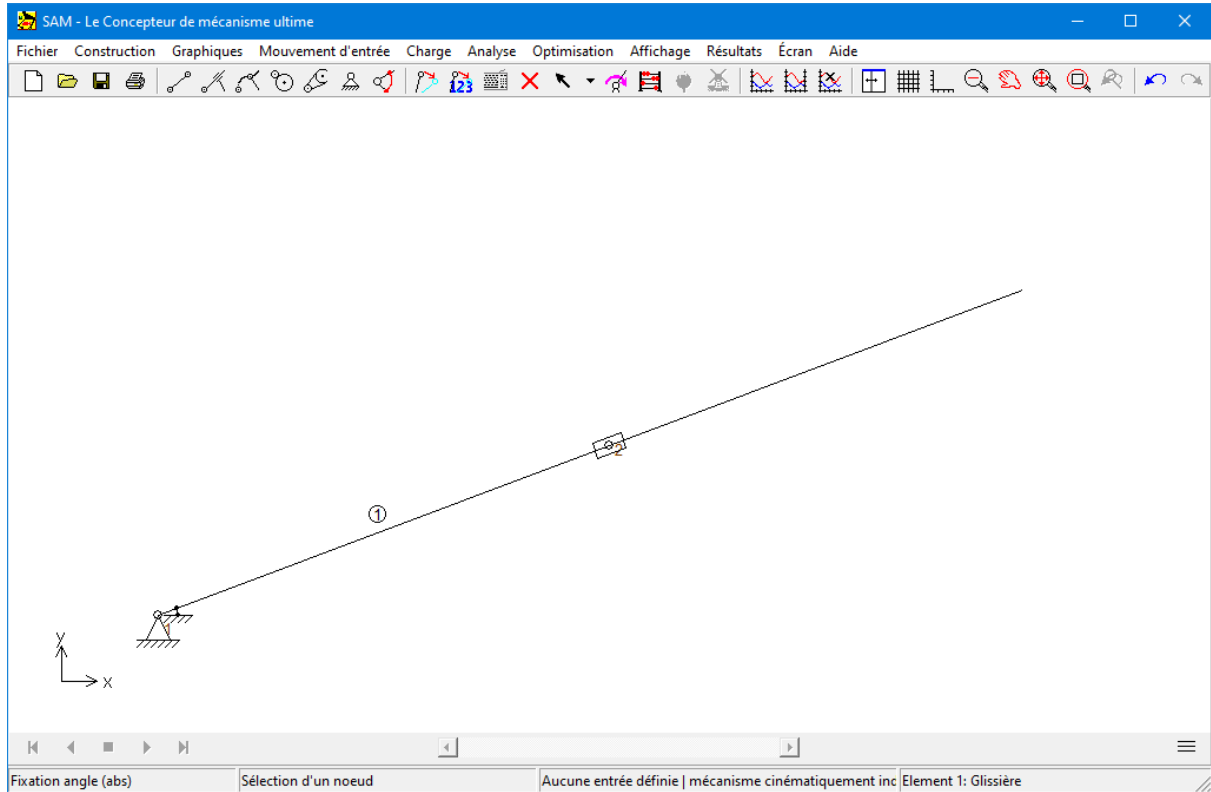 SAM - Le Concepteur de mécanisme ultime
Fichier Construction Graphiques Mouvement d'entrée Charge Analyse Optimisation Affichage Résultats Écran Aide
123
2
1
1
y
x
Fixation angle (abs) Sélection d'un noeud Aucune entrée définie | mécanisme cinématiquement inc Element 1: Glissière